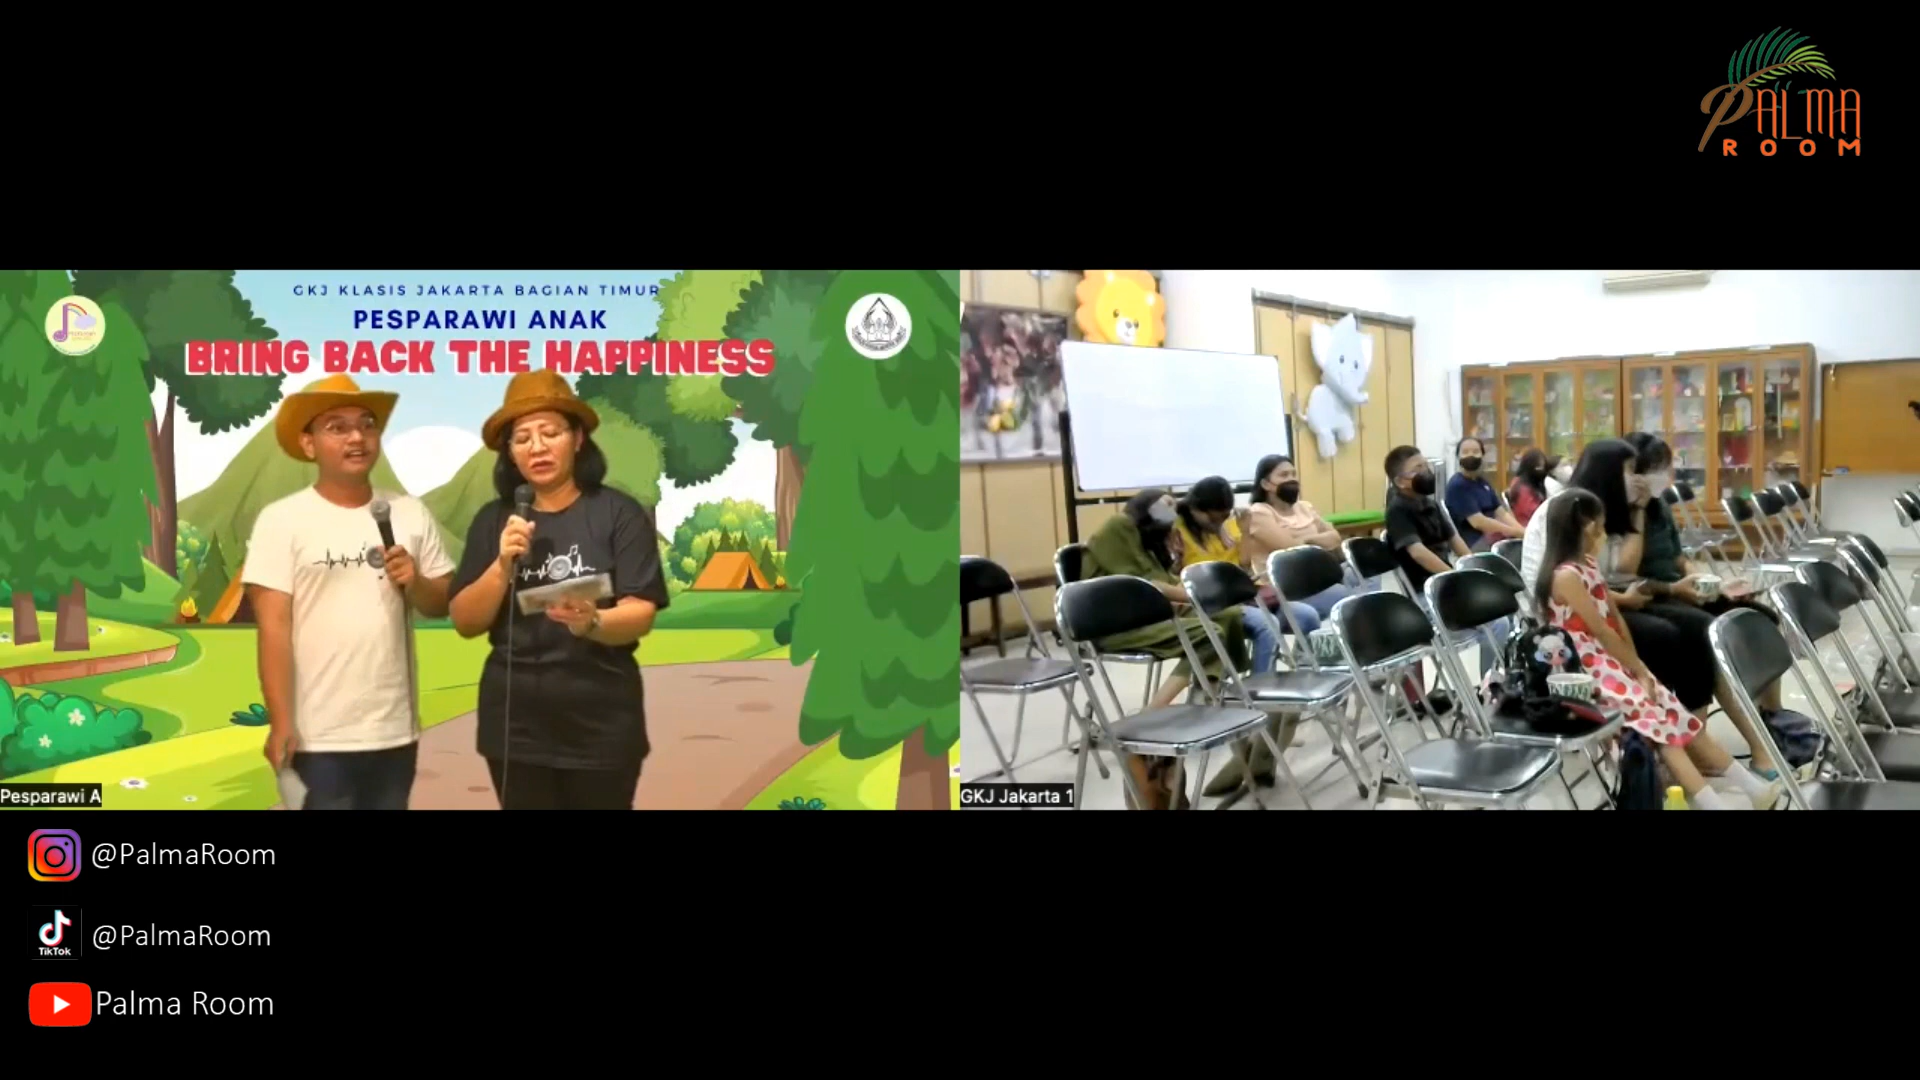 PALMA
ROOM
GKJ KLASIS JAKARTA BAGIAN TIMUR
PESPARAWI ANAK
BRING BACK THE HAPPINESS
Pesparawi A
GKJ Jakarta 1
@PalmaRoom
TikTok
@PalmaRoom
Palma Room